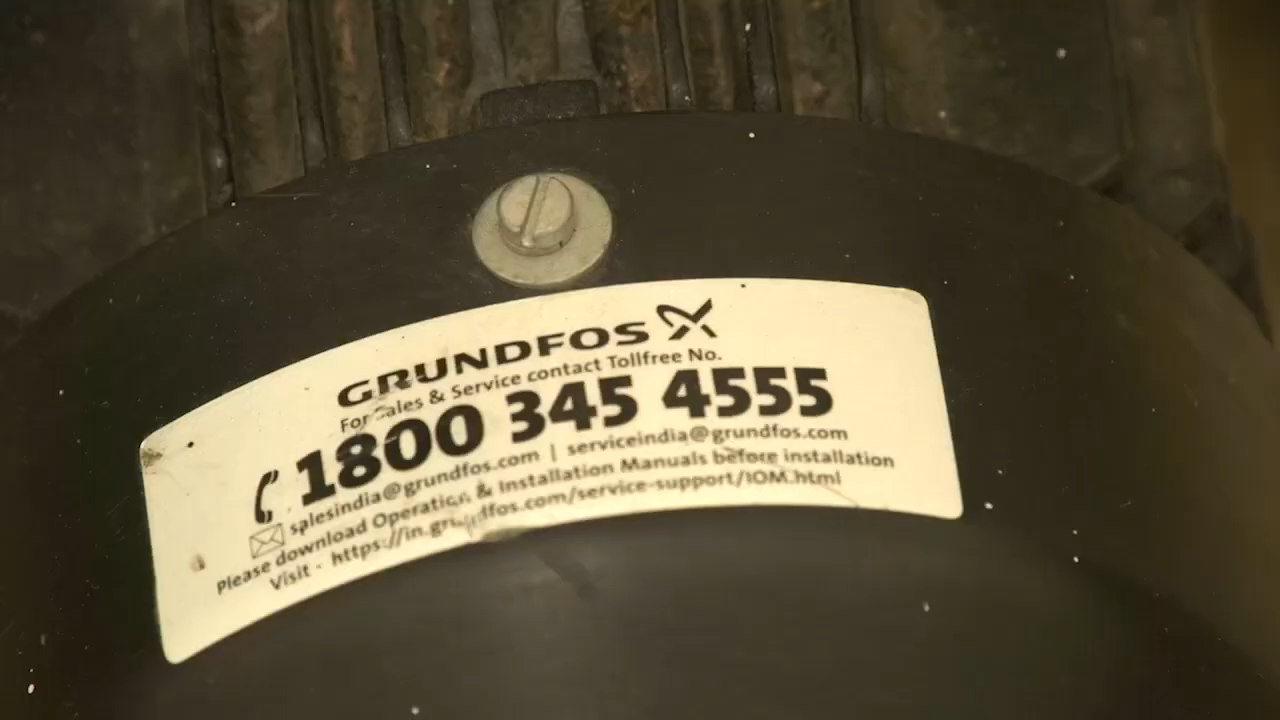 GRUNDFOS
For Sales & Service contact Tollfree No.
1800 345 4555
salesindia@grundfos.com | serviceindia@grundfos.com
Please download Operation & Installation Manuals before installation
Visit - https://in.grundfos.com/service-support/IOM.html